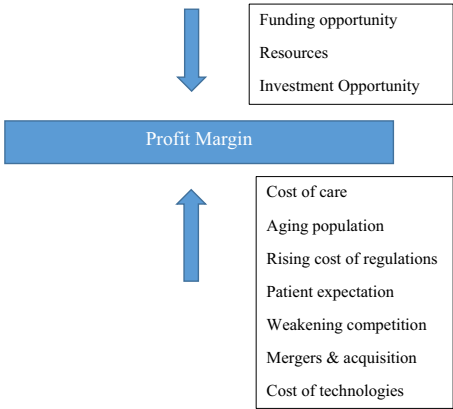 Funding opportunity
Resources
Investment Opportunity
Profit Margin
Cost of care
Aging population
Rising cost of regulations
Patient expectation
Weakening competition
Mergers & acquisition
Cost of technologies